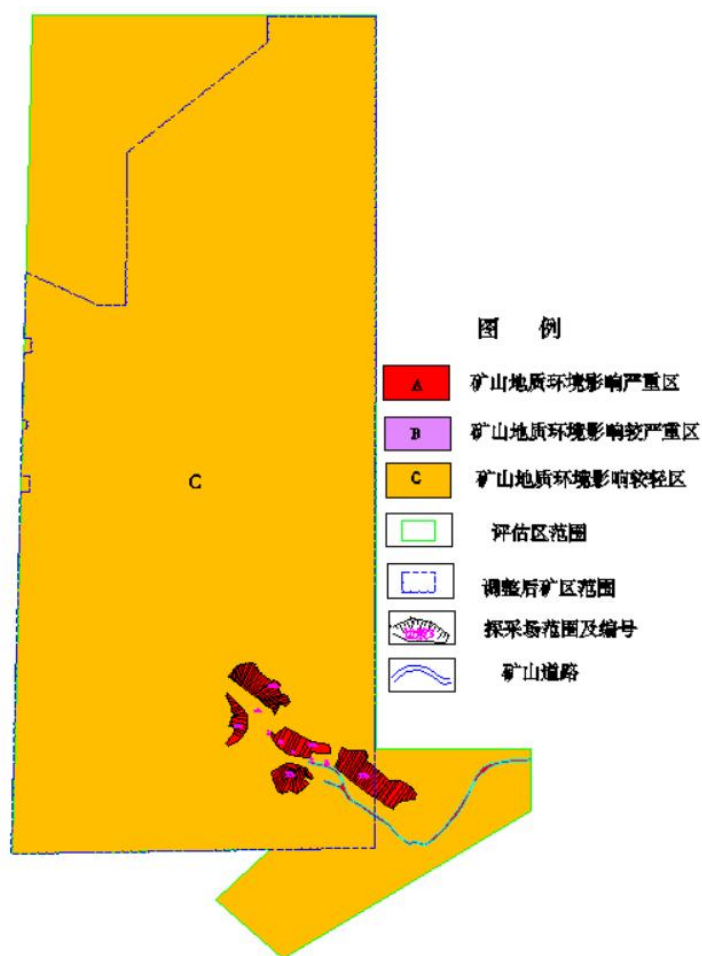 图 例
A 矿山地质环境影响严重区
B 矿山地质环境影响较严重区
C 矿山地质环境影响较轻区
评估区范围
调整后矿区范围
探采场范围及编号
矿山道路
C